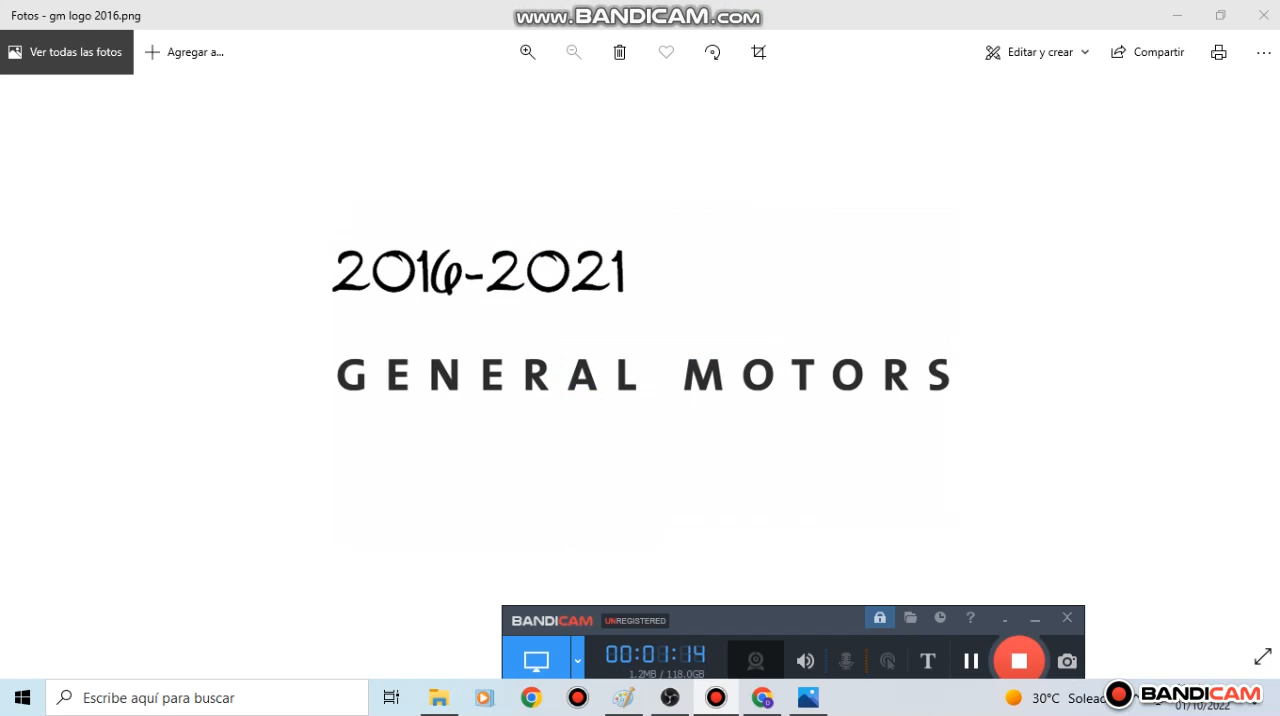 Fotos - gm logo 2016.png
www.BANDICAM.com
Ver todas las fotos
Agregar a...
Editar y crear
Compartir
2016-2021
GENERAL MOTORS
BANDICAM UNREGISTERED
00:01:14
1.2MB / 118.0GB
Escribe aquí para buscar
30°C Solead
BANDICAM
01/10/2022